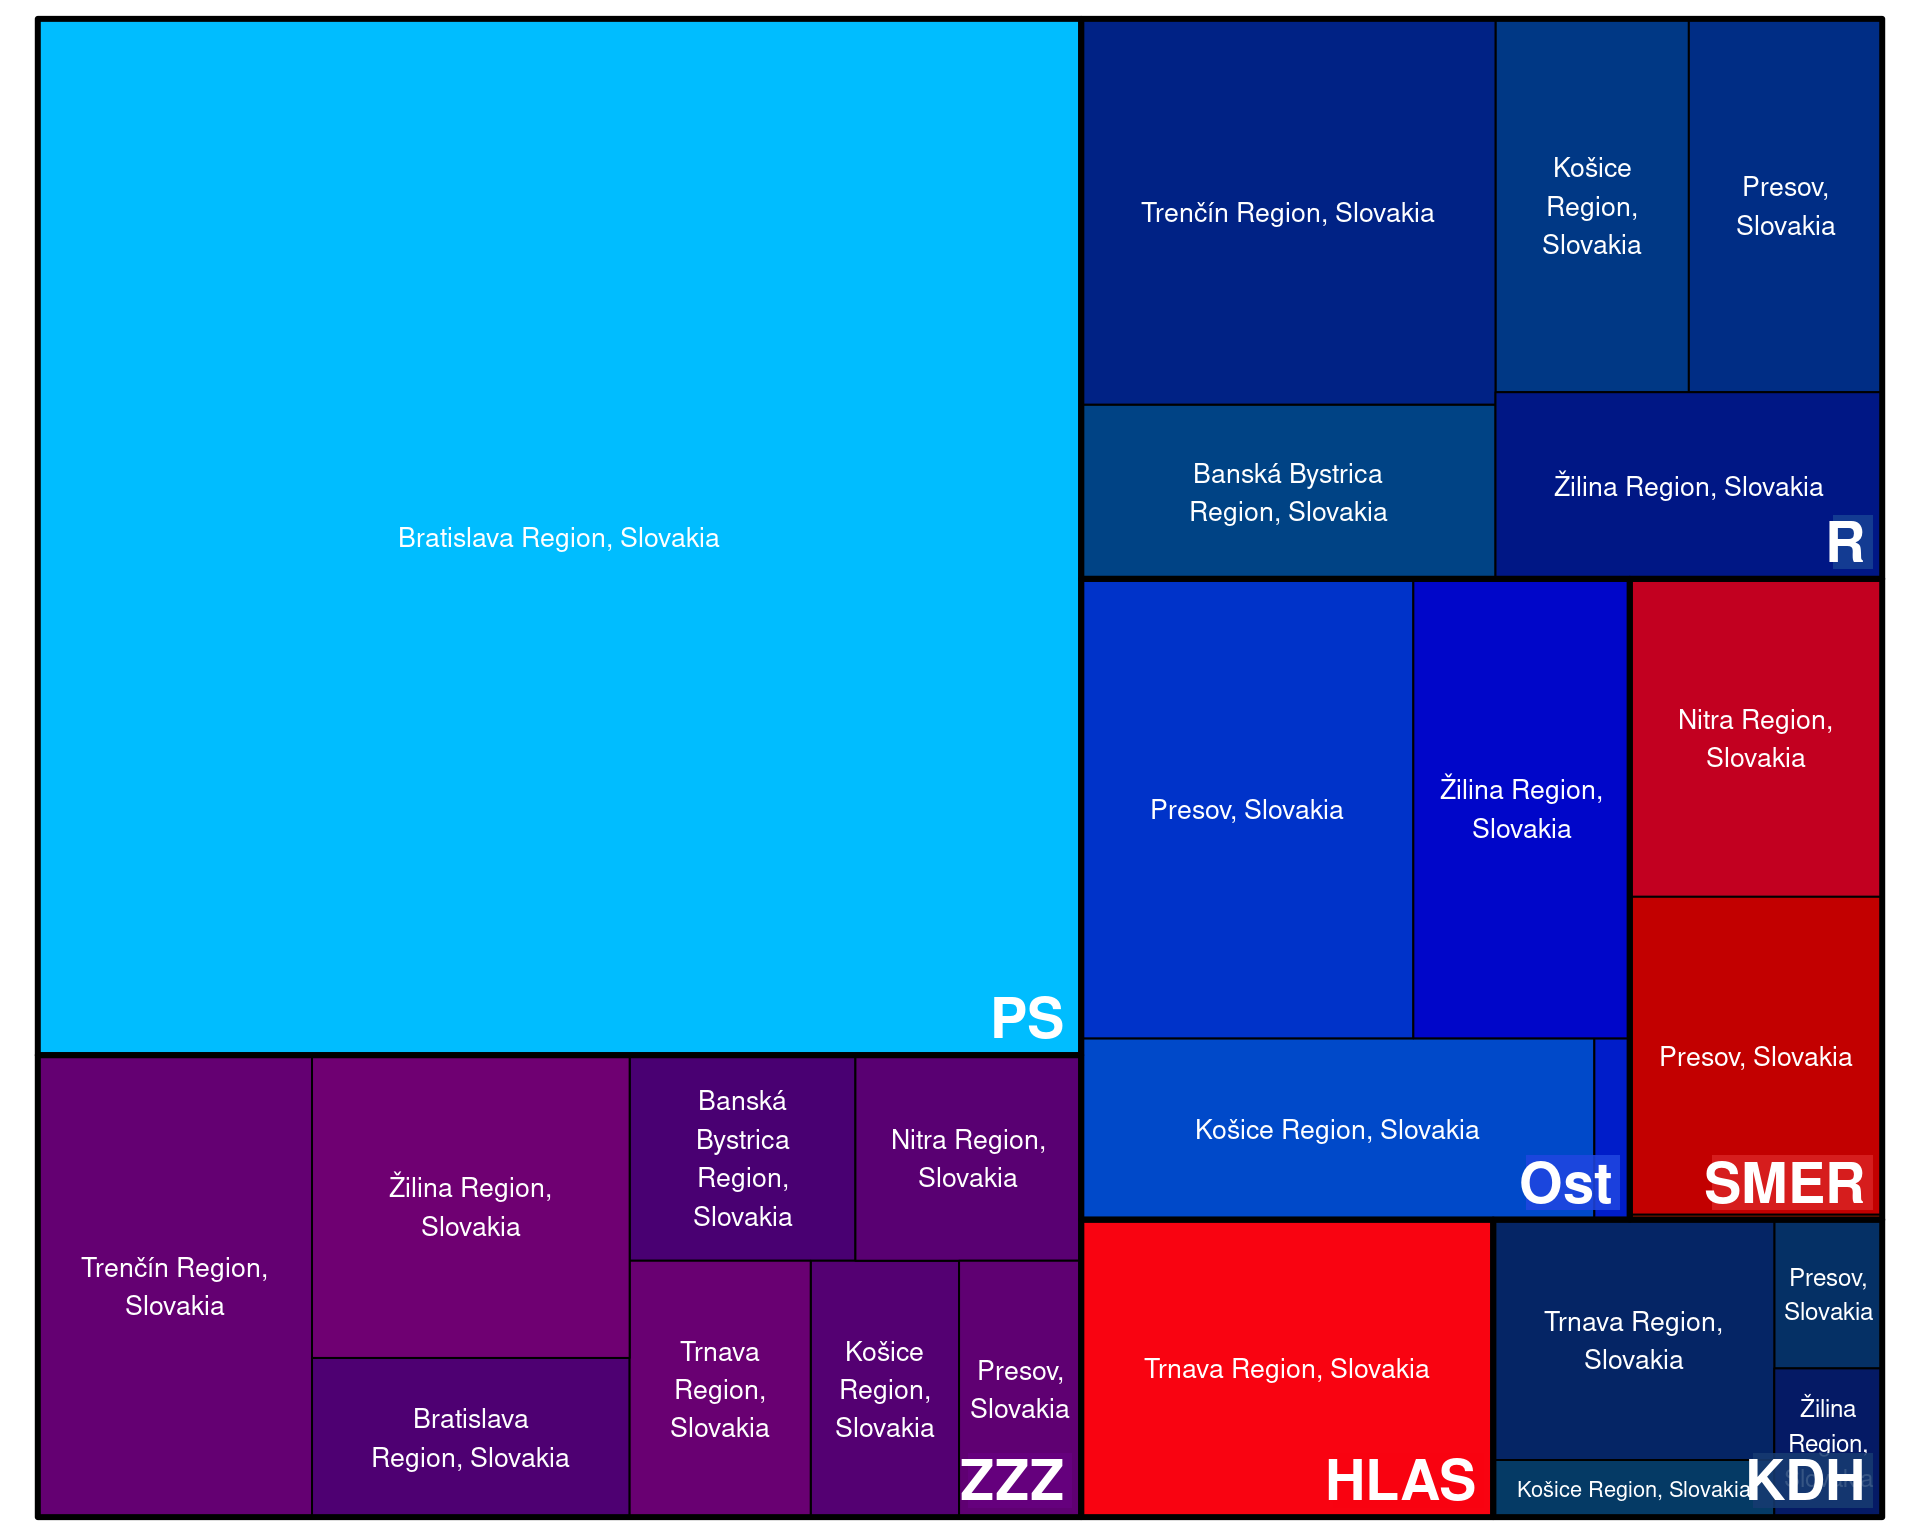 Bratislava Region, Slovakia
PS
Trenčín Region, Slovakia
Košice
Region,
Slovakia
Presov,
Slovakia
Banská Bystrica
Region, Slovakia
Žilina Region, Slovakia
R
Presov, Slovakia
Žilina Region,
Slovakia
Košice Region, Slovakia
Ost
Nitra Region,
Slovakia
Presov, Slovakia
SMER
Trenčín Region,
Slovakia
Žilina Region,
Slovakia
Bratislava
Region, Slovakia
Banská
Bystrica
Region,
Slovakia
Nitra Region,
Slovakia
Trnava
Region,
Slovakia
Košice
Region,
Slovakia
Presov,
Slovakia
ZZZ
Trnava Region, Slovakia
HLAS
Trnava Region,
Slovakia
Presov,
Slovakia
Žilina
Region,
Slovakia
Košice Region, Slovakia
KDH